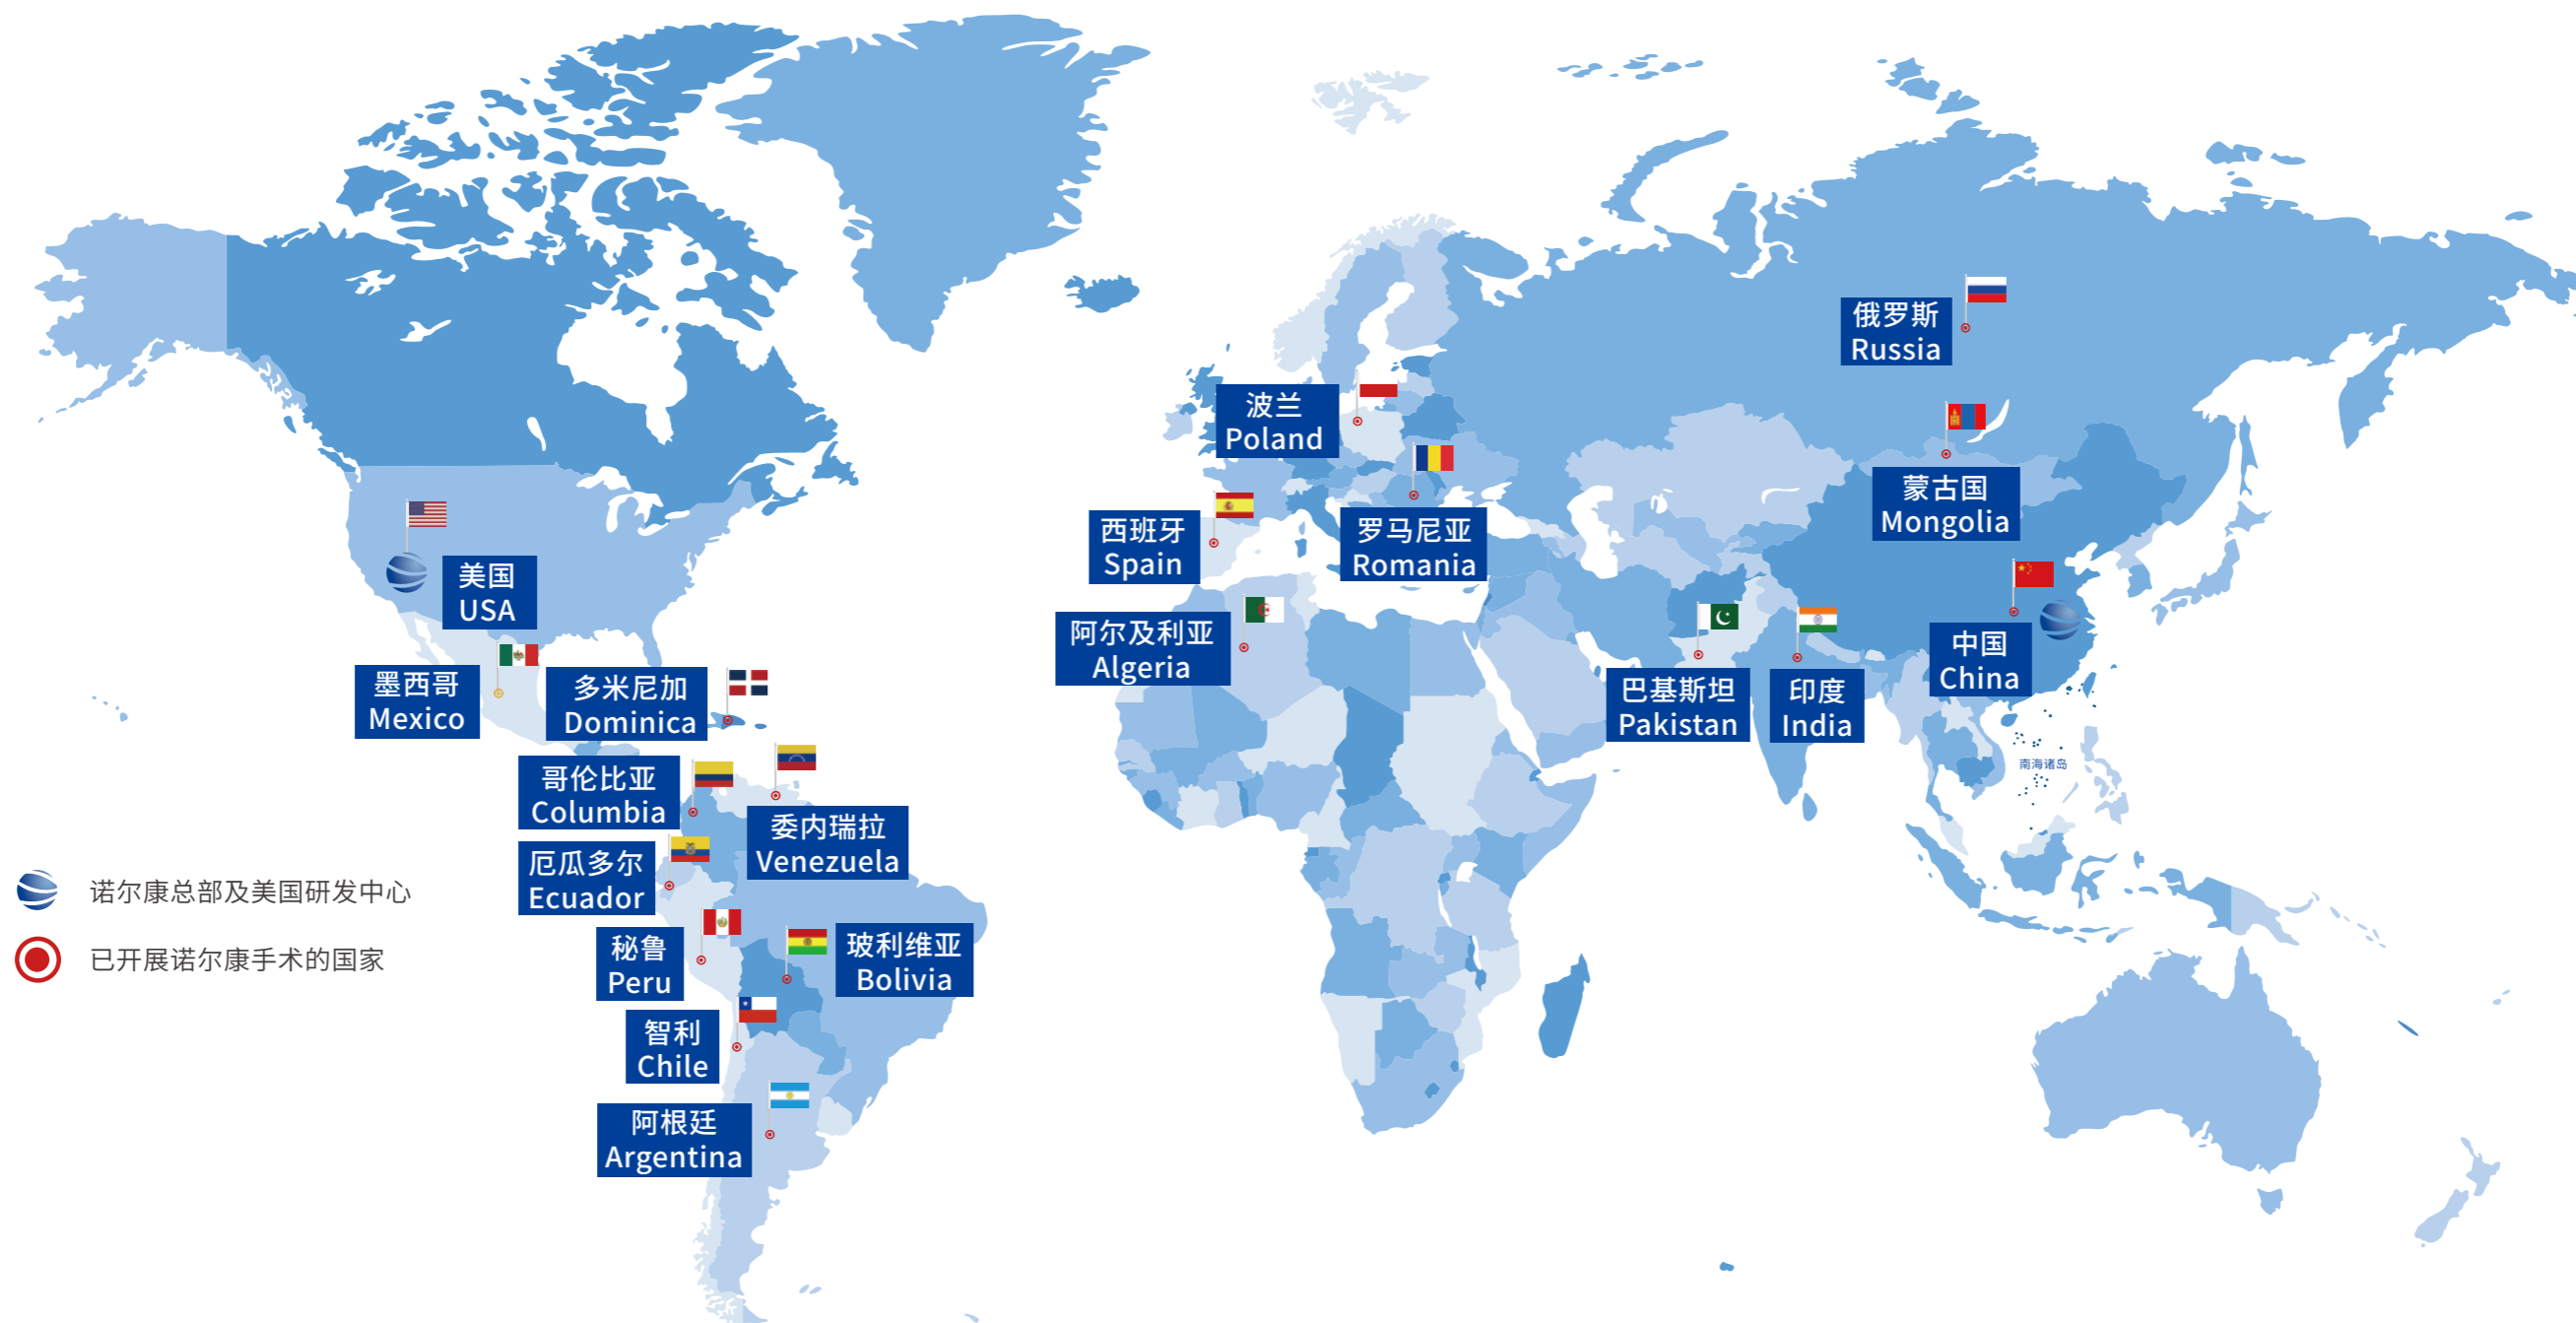 俄罗斯
Russia
波兰
Poland
蒙古国
Mongolia
西班牙
Spain
罗马尼亚
Romania
美国
USA
阿尔及利亚
Algeria
中国
China
墨西哥
Mexico
多米尼加
Dominica
巴基斯坦
Pakistan
印度
India
南海诸岛
哥伦比亚
Columbia
委内瑞拉
Venezuela
厄瓜多尔
Ecuador
诺尔康总部及美国研发中心
已开展诺尔康手术的国家
秘鲁
Peru
玻利维亚
Bolivia
智利
Chile
阿根廷
Argentina